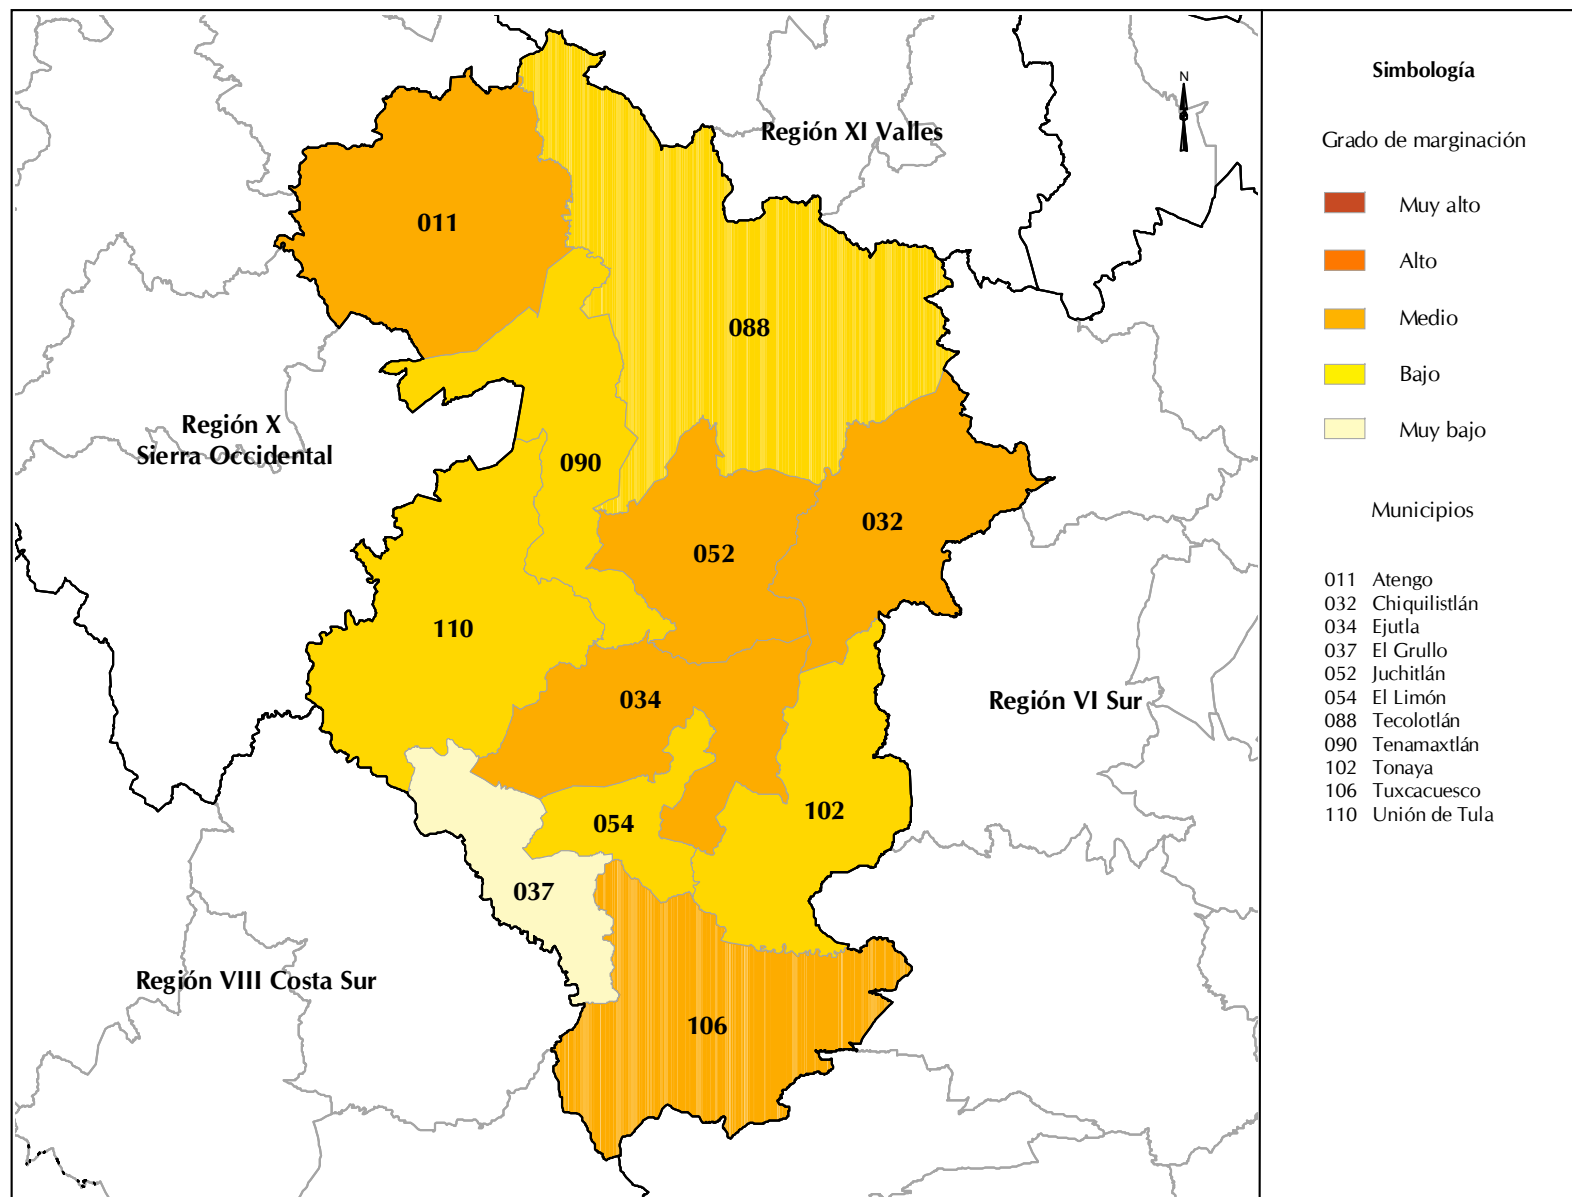 N
Región XI Valles
011
088
Región X
Sierra Occidental
090
032
052
110
034
Región VI Sur
102
054
037
Región VIII Costa Sur
106
Simbología
Grado de marginación
Muy alto
Alto
Medio
Bajo
Muy bajo
Municipios
011 Atengo
032 Chiquilistlán
034 Ejutla
037 El Grullo
052 Juchitlán
054 El Limón
088 Tecolotlán
090 Tenamaxtlán
102 Tonaya
106 Tuxcacuesco
110 Unión de Tula